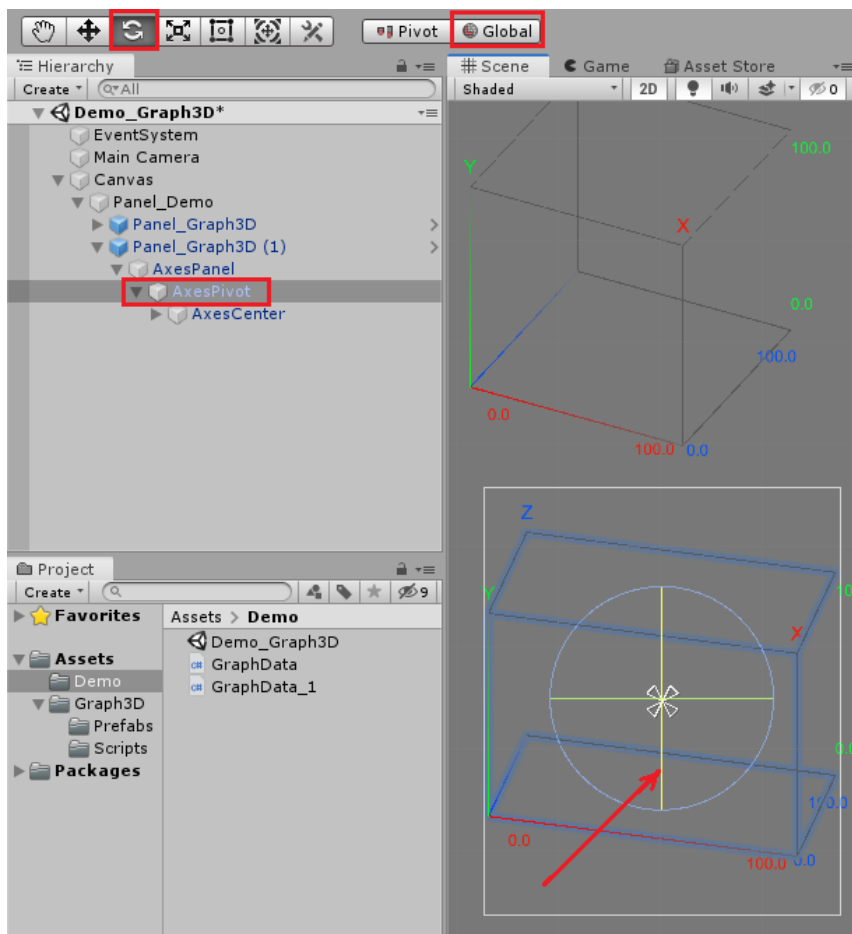 Pivot Global
Hierarchy
Create All
Demo_Graph3D*
EventSystem
Main Camera
Canvas
Panel_Demo
Panel_Graph3D
Panel_Graph3D (1)
AxesPanel
AxesPivot
AxesCenter
Scene Game Asset Store
Shaded 2D 0
100.0
Y
X
0.0
100.0
0.0
100.0 0.0
Z
Y
10
X
0.0
0.0
100.0 0.0
Project
Create 9
Favorites
Assets
Demo
Graph3D
Prefabs
Scripts
Packages
Assets > Demo
Demo_Graph3D
GraphData
GraphData_1